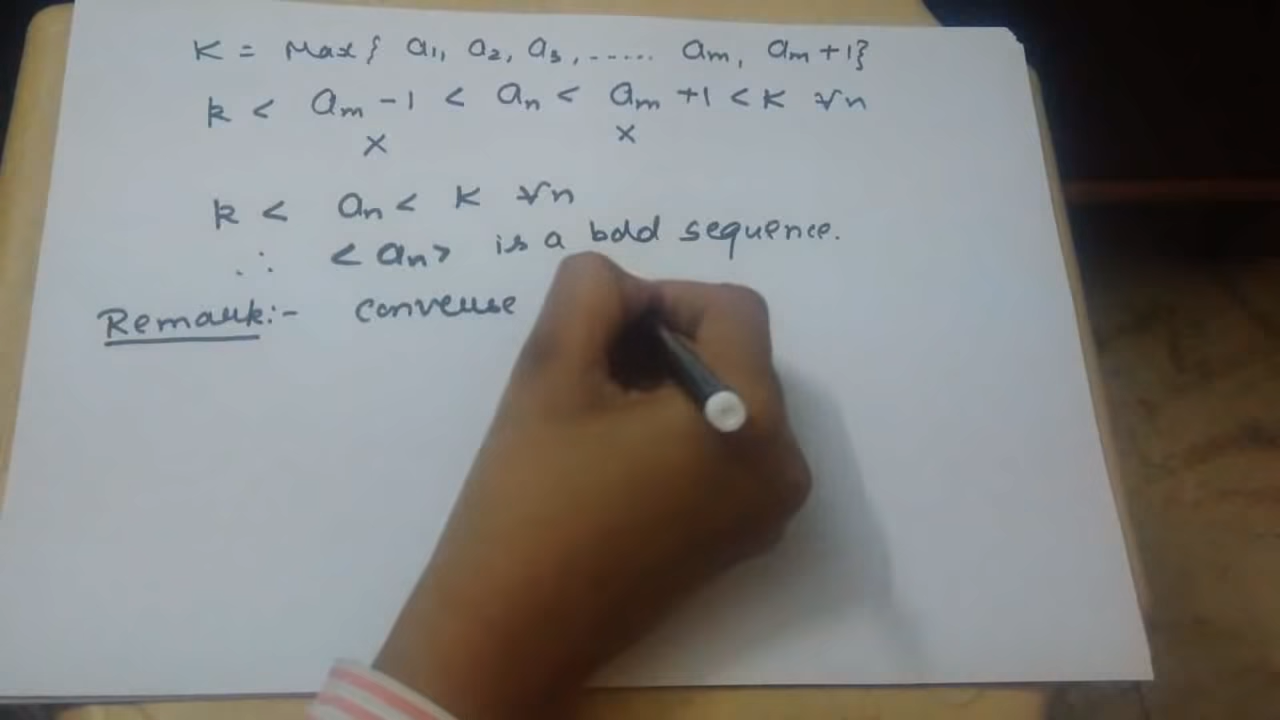 K = Max{ a1, a2, a3, ...... am, am +1}
k < am -1 < an < am +1 < K ∀n
× ×
k < an < K ∀n
∴ < an > is a bdd sequence.
Remark:- converse